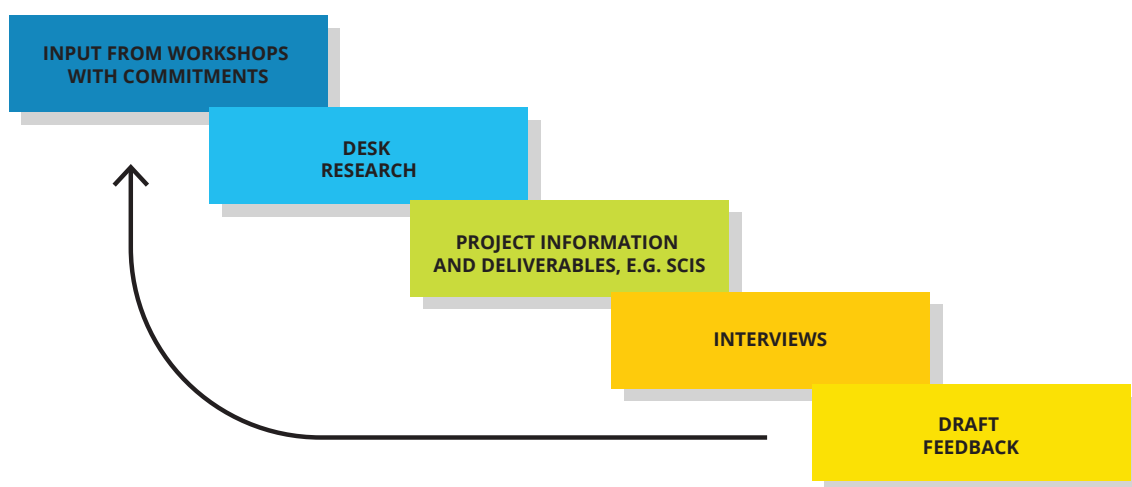 INPUT FROM WORKSHOPS
WITH COMMITMENTS
DESK
RESEARCH
PROJECT INFORMATION
AND DELIVERABLES, E.G. SCIS
INTERVIEWS
DRAFT
FEEDBACK